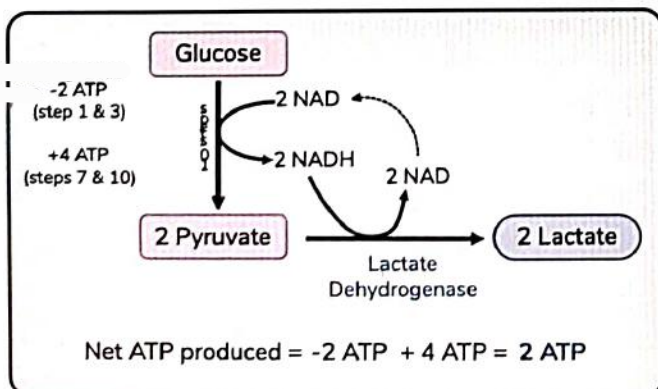 Glucose
-2 ATP
(step 1 & 3)
2 NAD
+4 ATP
(steps 7 & 10)
2 NADH
2 NAD
2 Pyruvate
2 Lactate
Lactate
Dehydrogenase
Net ATP produced = -2 ATP + 4 ATP = 2 ATP